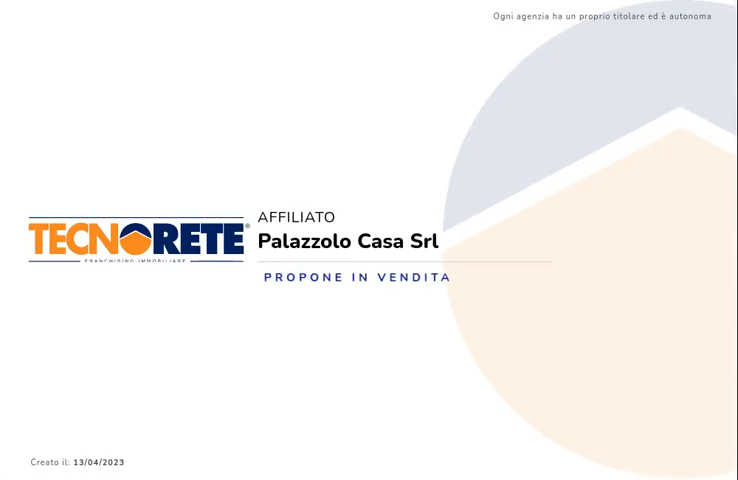 Ogni agenzia ha un proprio titolare ed è autonoma
AFFILIATO
TECNORETE®
Palazzolo Casa Srl
FRANCHISING IMMOBILIARE
PROPONE IN VENDITA
Creato il: 13/04/2023